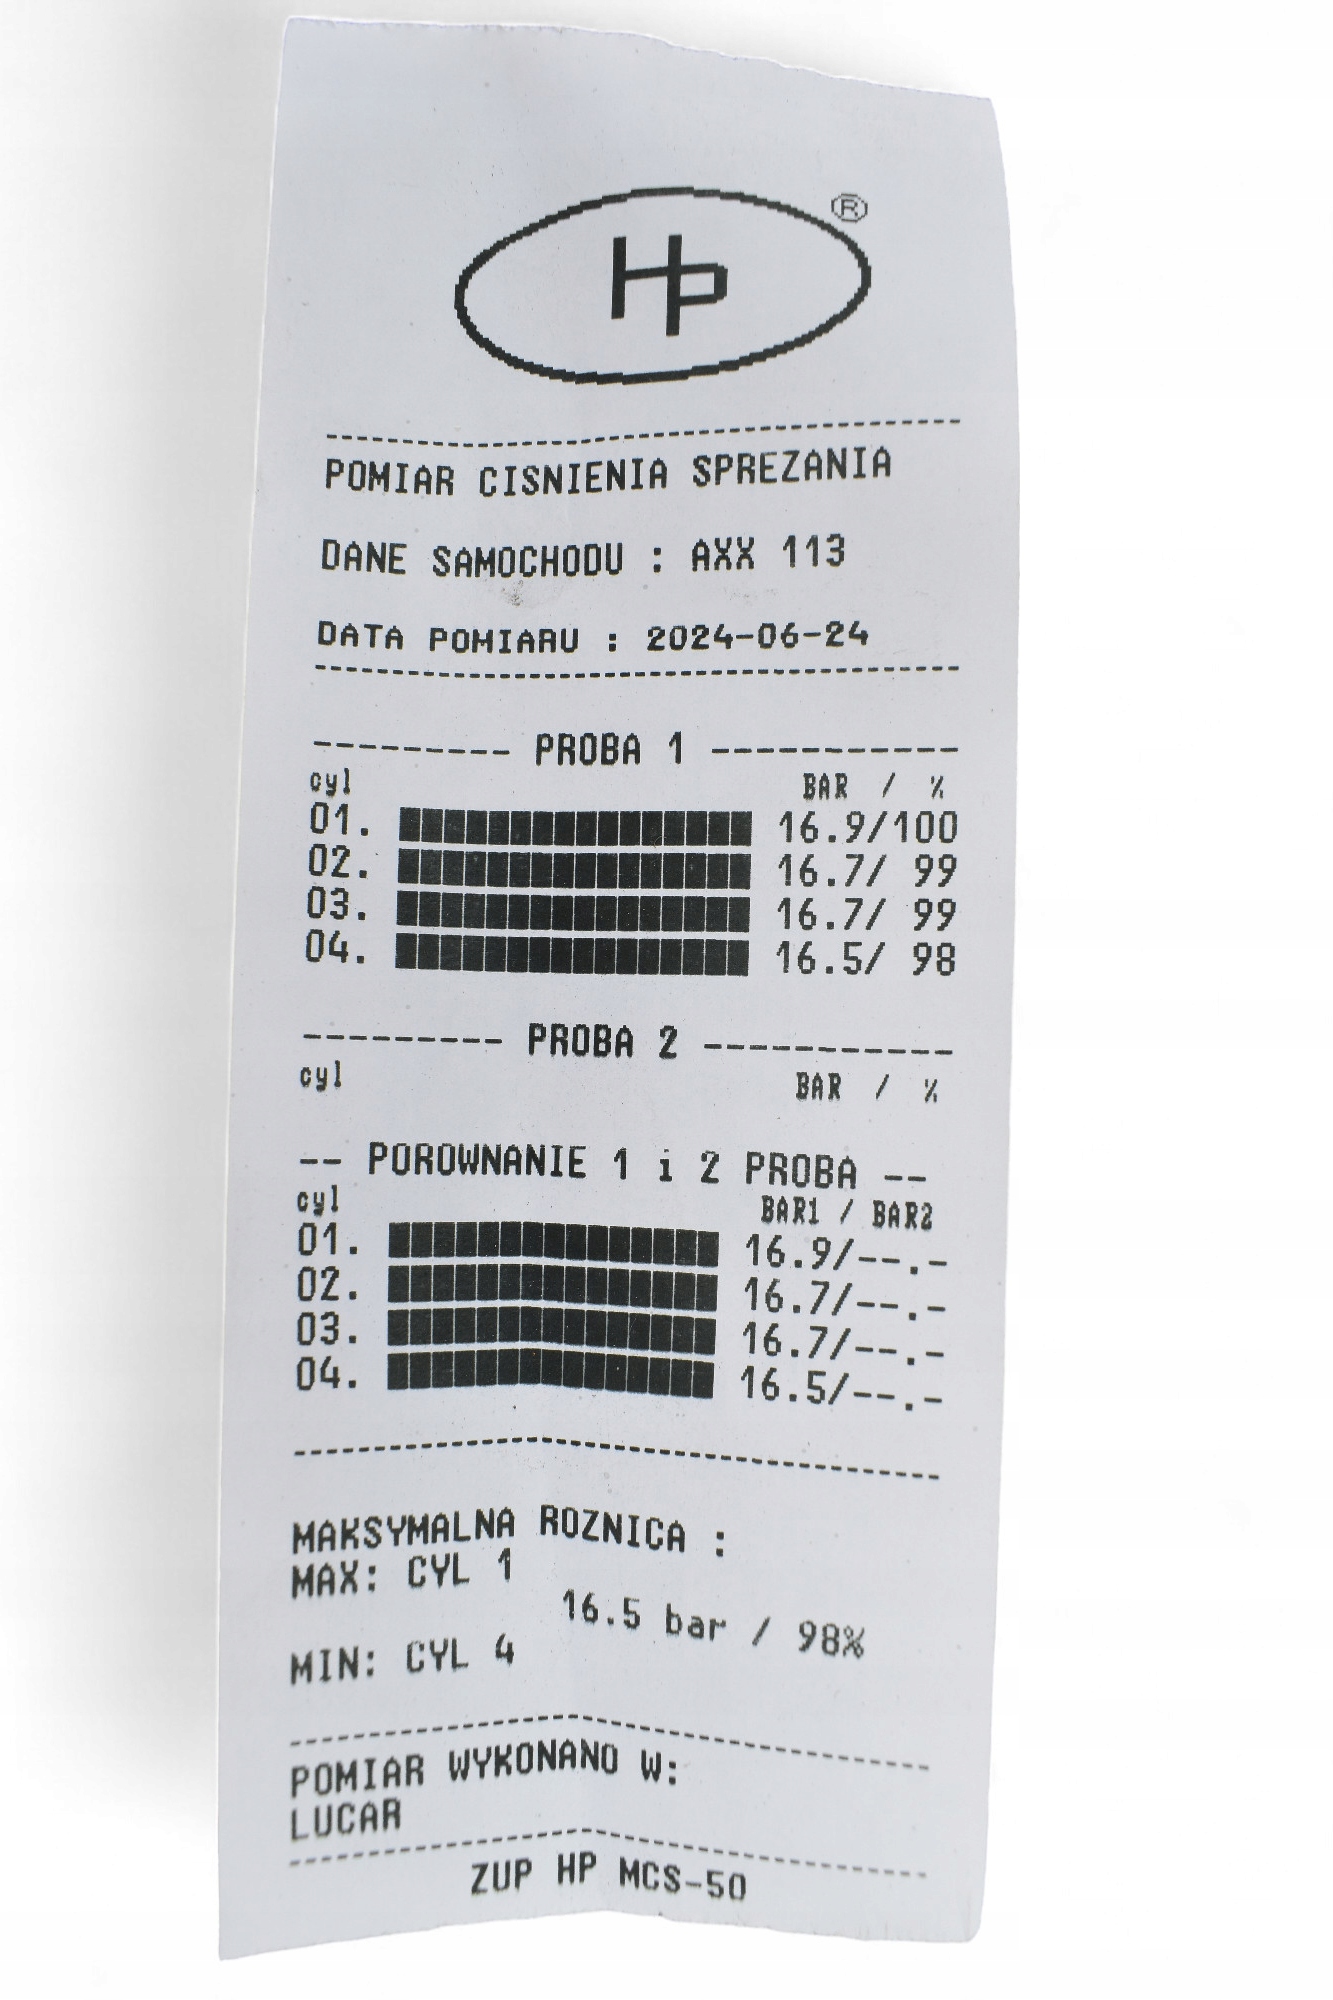 HP ®
POMIAR CISNIENIA SPREZANIA
DANE SAMOCHODU : AXX 113
DATA POMIARU : 2024-06-24
--------- PROBA 1 -----------
cyl BAR / %
01. 16.9/100
02. 16.7/ 99
03. 16.7/ 99
04. 16.5/ 98
--------- PROBA 2 -----------
cyl BAR / %
-- POROWNANIE 1 i 2 PROBA --
cyl BAR1 / BAR2
01. 16.9/--.-
02. 16.7/--.-
03. 16.7/--.-
04. 16.5/--.-
MAKSYMALNA ROZNICA :
MAX: CYL 1
16.5 bar / 98%
MIN: CYL 4
POMIAR WYKONANO W:
LUCAR
ZUP HP MCS-50